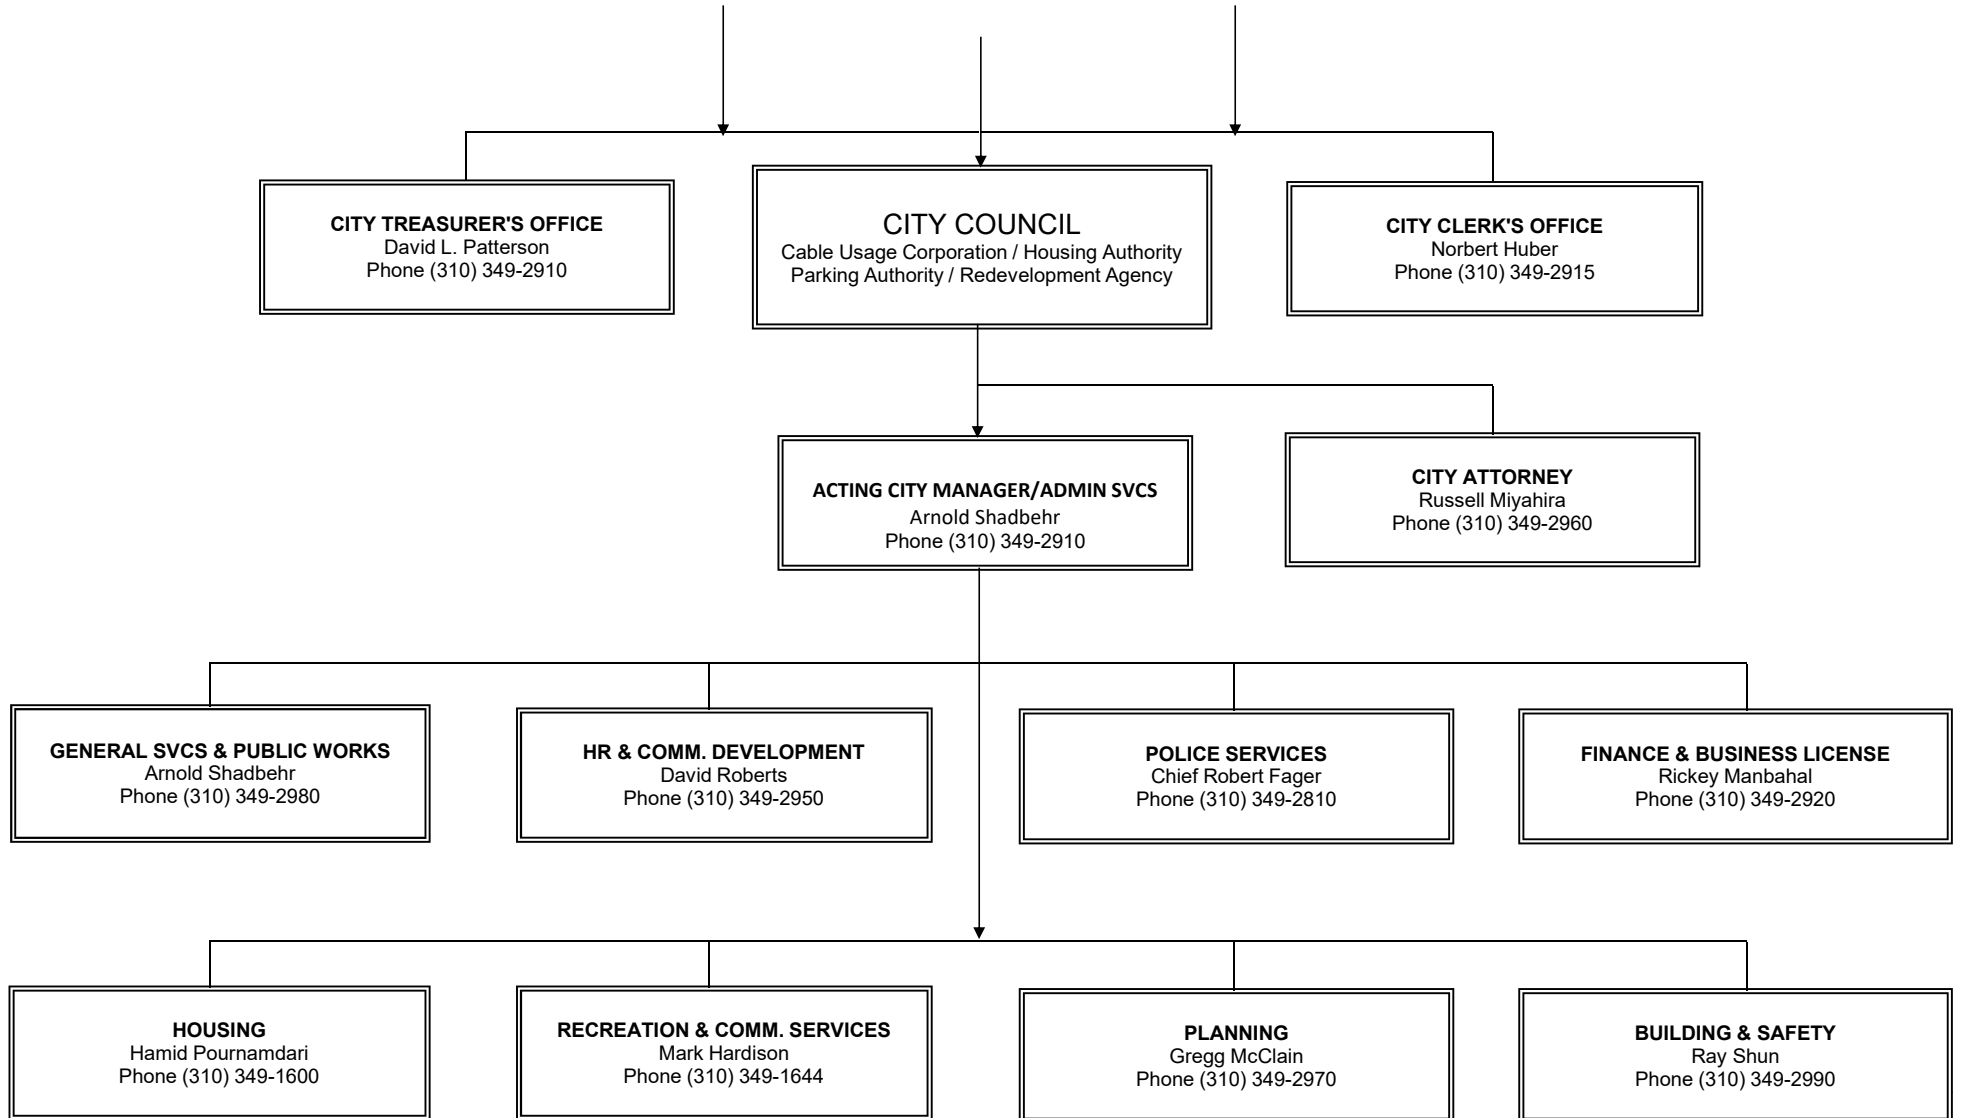 CITY TREASURER'S OFFICE
David L. Patterson
Phone (310) 349-2910
CITY COUNCIL
Cable Usage Corporation / Housing Authority
Parking Authority / Redevelopment Agency
CITY CLERK'S OFFICE
Norbert Huber
Phone (310) 349-2915
ACTING CITY MANAGER/ADMIN SVCS
Arnold Shadbehr
Phone (310) 349-2910
CITY ATTORNEY
Russell Miyahira
Phone (310) 349-2960
GENERAL SVCS & PUBLIC WORKS
Arnold Shadbehr
Phone (310) 349-2980
HR & COMM. DEVELOPMENT
David Roberts
Phone (310) 349-2950
POLICE SERVICES
Chief Robert Fager
Phone (310) 349-2810
FINANCE & BUSINESS LICENSE
Rickey Manbahal
Phone (310) 349-2920
HOUSING
Hamid Pournamdari
Phone (310) 349-1600
RECREATION & COMM. SERVICES
Mark Hardison
Phone (310) 349-1644
PLANNING
Gregg McClain
Phone (310) 349-2970
BUILDING & SAFETY
Ray Shun
Phone (310) 349-2990